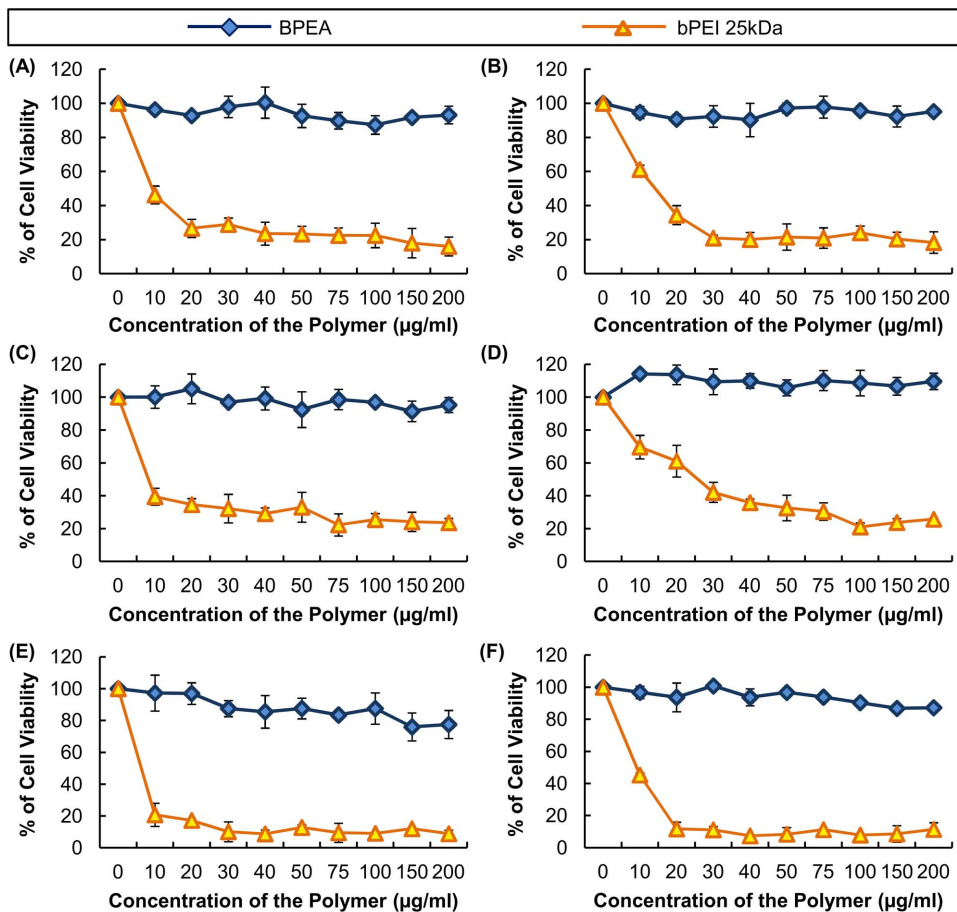 BPEA bPEI 25kDa
(A)
% of Cell Viability
120
100
80
60
40
20
0
0 10 20 30 40 50 75 100 150 200
Concentration of the Polymer (µg/ml)
(B)
% of Cell Viability
120
100
80
60
40
20
0
0 10 20 30 40 50 75 100 150 200
Concentration of the Polymer (µg/ml)
(C)
% of Cell Viability
120
100
80
60
40
20
0
0 10 20 30 40 50 75 100 150 200
Concentration of the Polymer (µg/ml)
(D)
% of Cell Viability
120
100
80
60
40
20
0
0 10 20 30 40 50 75 100 150 200
Concentration of the Polymer (µg/ml)
(E)
% of Cell Viability
120
100
80
60
40
20
0
0 10 20 30 40 50 75 100 150 200
Concentration of the Polymer (µg/ml)
(F)
% of Cell Viability
120
100
80
60
40
20
0
0 10 20 30 40 50 75 100 150 200
Concentration of the Polymer (µg/ml)